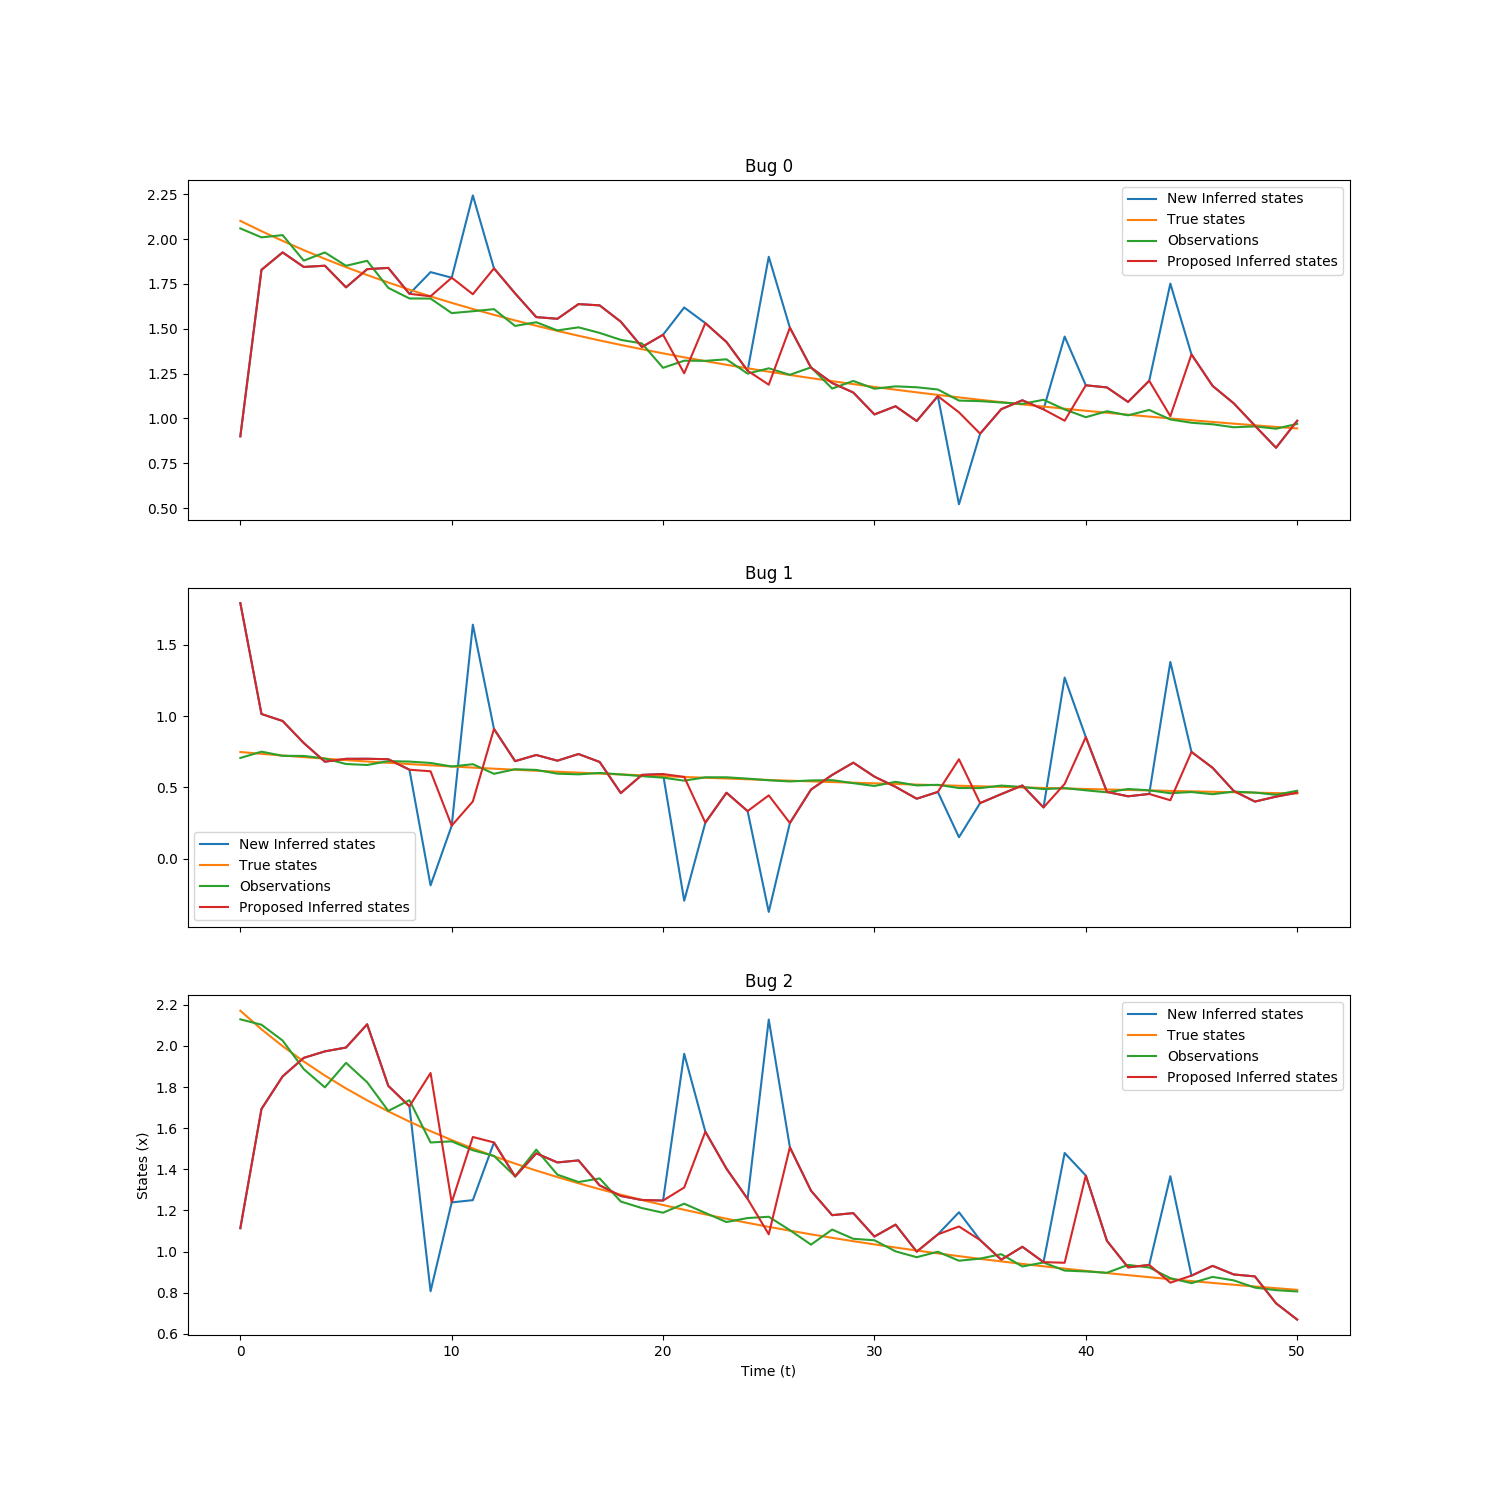 Bug 0
2.25
2.00
1.75
1.50
1.25
1.00
0.75
0.50
New Inferred states
True states
Observations
Proposed Inferred states
Bug 1
1.5
1.0
0.5
0.0
New Inferred states
True states
Observations
Proposed Inferred states
Bug 2
2.2
2.0
1.8
1.6
1.4
1.2
1.0
0.8
0.6
States (x)
New Inferred states
True states
Observations
Proposed Inferred states
0 10 20 30 40 50
Time (t)